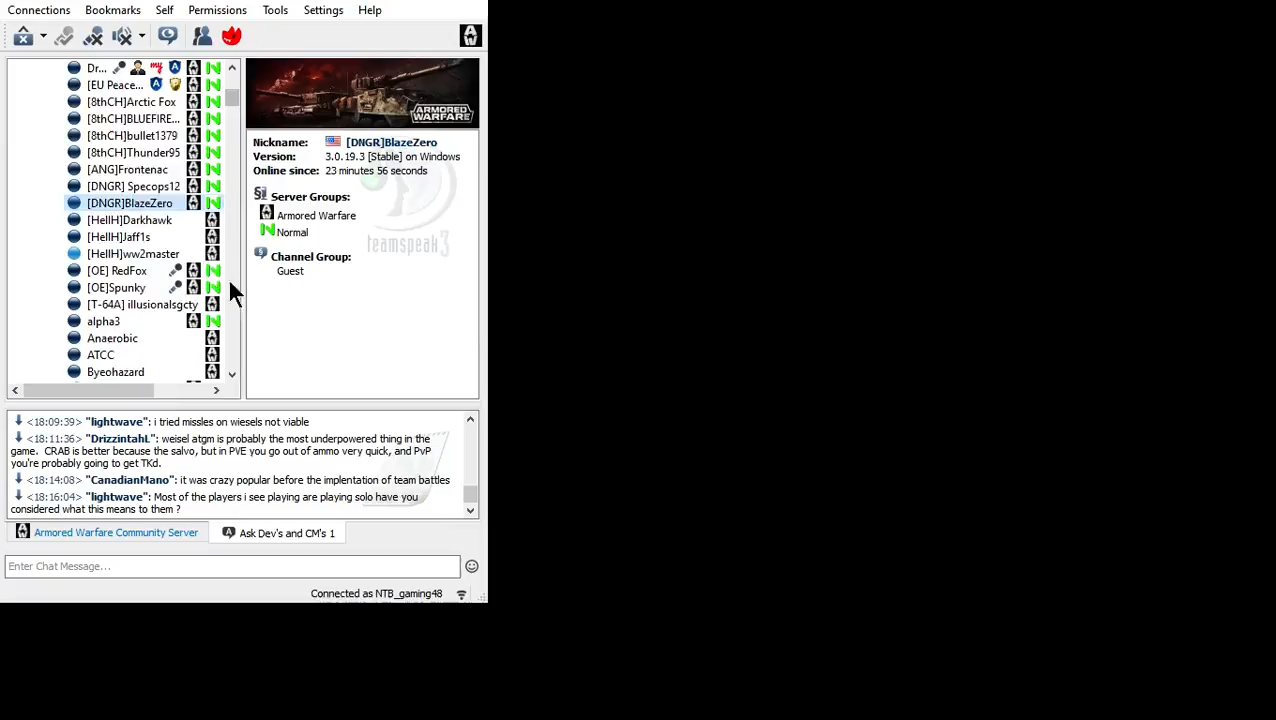 Connections Bookmarks Self Permissions Tools Settings Help
Dr...
[EU Peace...
[8thCH]Arctic Fox
[8thCH]BLUEFIRE...
[8thCH]bullet1379
[8thCH]Thunder95
[ANG]Frontenac
[DNGR] Specops12
[DNGR]BlazeZero
[HellH]Darkhawk
[HellH]Jaff1s
[HellH]ww2master
[OE] RedFox
[OE]Spunky
[T-64A] illusionalsgcty
alpha3
Anaerobic
ATCC
Byeohazard
ARMORED
WARFARE
Nickname: [DNGR]BlazeZero
Version: 3.0.19.3 [Stable] on Windows
Online since: 23 minutes 56 seconds
Server Groups:
Armored Warfare
Normal
Channel Group:
Guest
teamspeak 3
<18:09:39> "lightwave": i tried missles on wiesels not viable
<18:11:36> "DrizzintahL": weisel atgm is probably the most underpowered thing in the
game. CRAB is better because the salvo, but in PVE you go out of ammo very quick, and PvP
you're probably going to get TKd.
<18:14:08> "CanadianMano": it was crazy popular before the implentation of team battles
<18:16:04> "lightwave": Most of the players i see playing are playing solo have you
considered what this means to them ?
Armored Warfare Community Server Ask Dev's and CM's 1
Enter Chat Message...
Connected as NTB_gaming48